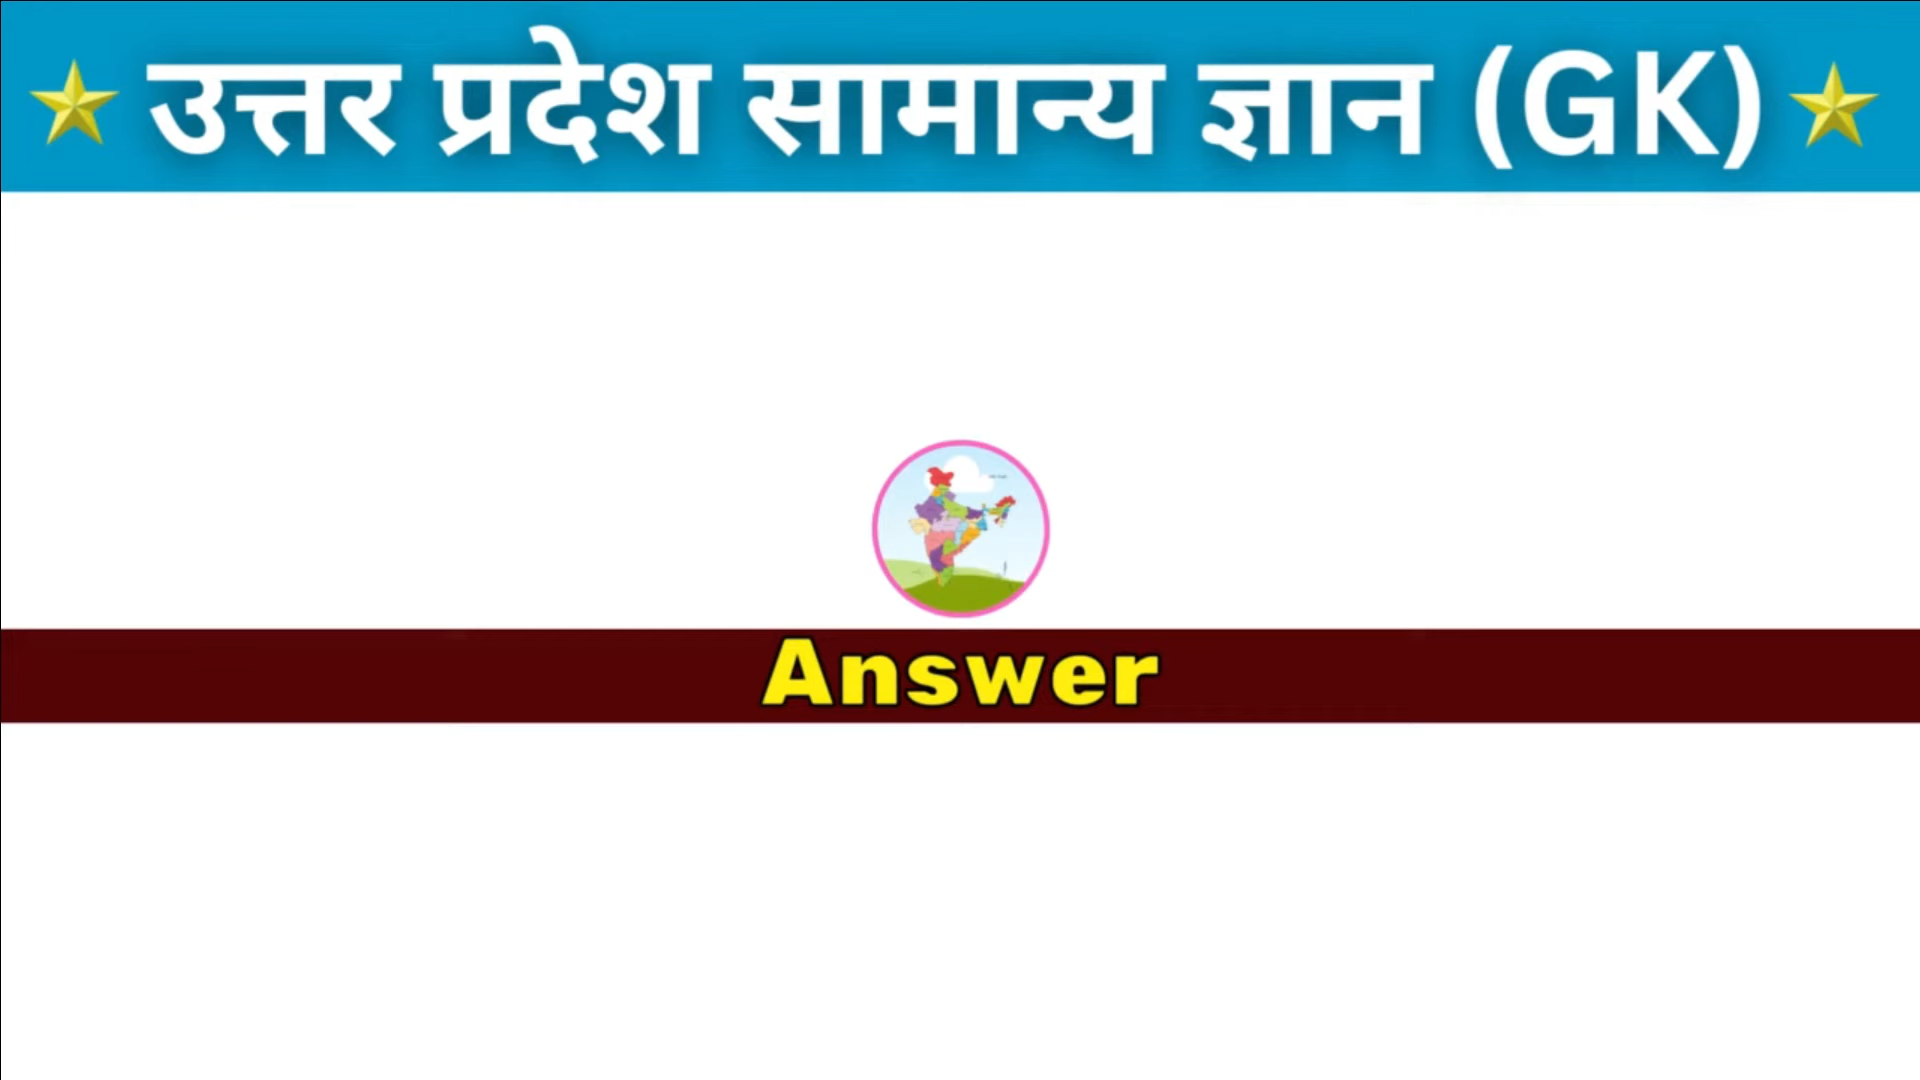 उत्तर प्रदेश सामान्य ज्ञान (GK)
Answer